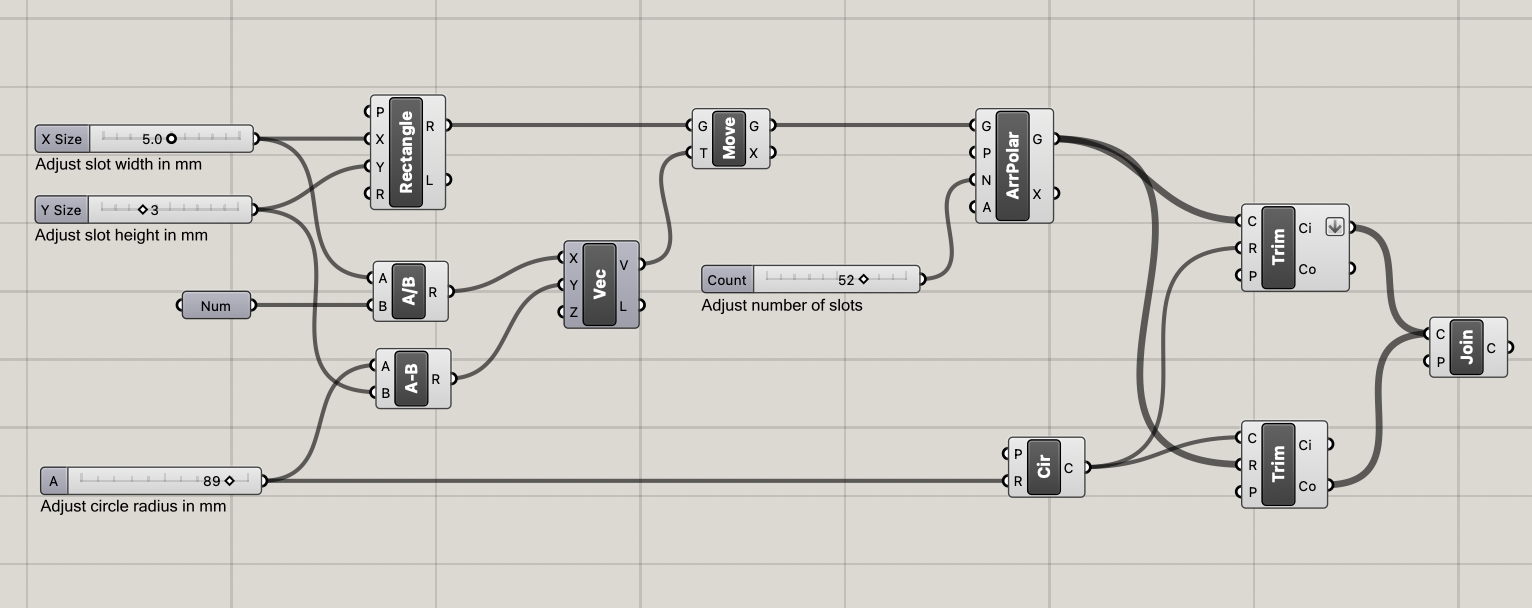 X Size 5.0
Adjust slot width in mm
Y Size 3
Adjust slot height in mm
P
X
Y
R
Rectangle
R
L
Num
A
B
A/B
R
A
B
A-B
R
X
Y
Z
Vec
V
L
G
T
Move
G
X
Count 52
Adjust number of slots
G
P
N
A
ArrPolar
G
X
A 89
Adjust circle radius in mm
P
R
Cir
C
C
R
P
Trim
Ci
Co
C
R
P
Trim
Ci
Co
C
P
Join
C